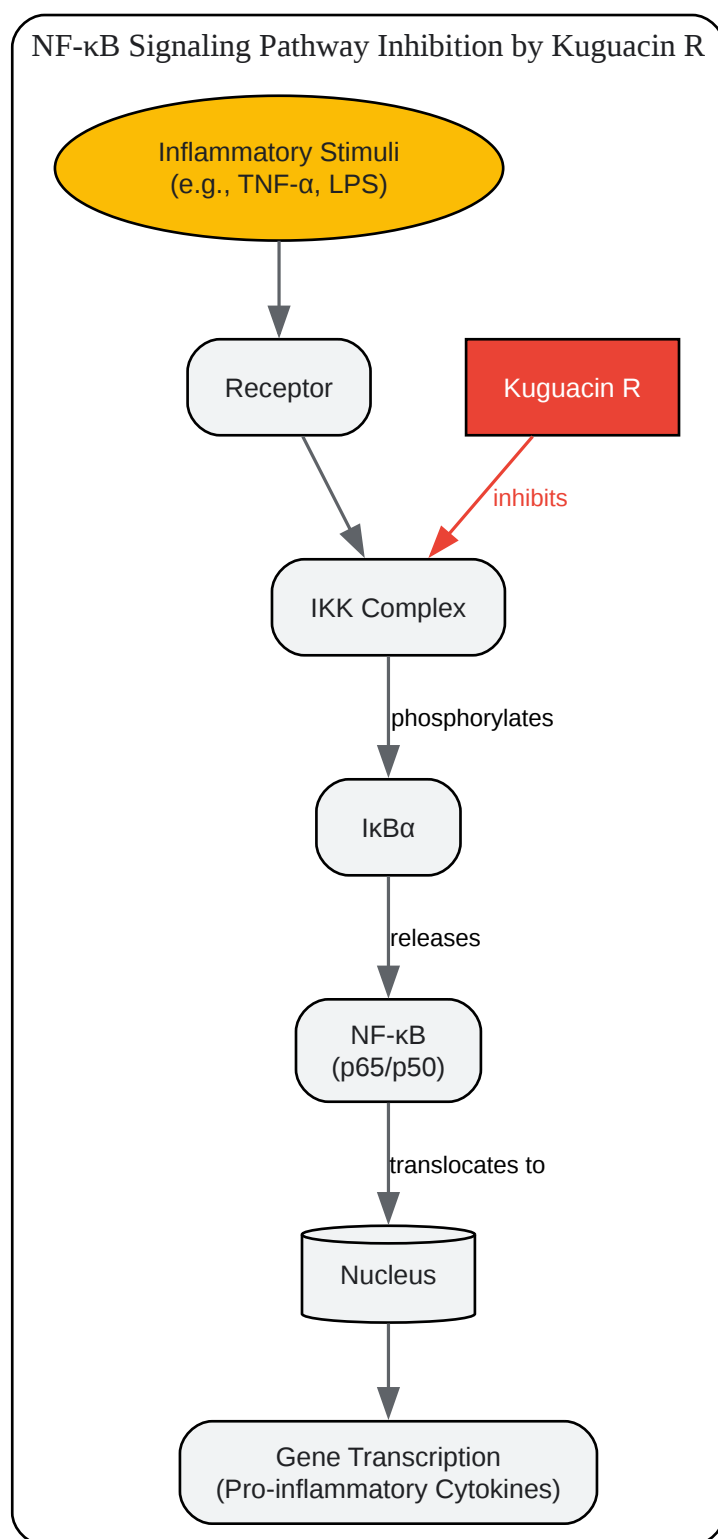 NF-κB Signaling Pathway Inhibition by Kuguacin R
Inflammatory Stimuli
(e.g., TNF-α, LPS)
Receptor
Kuguacin R
inhibits
IKK Complex
phosphorylates
IκBα
releases
NF-κB
(p65/p50)
translocates to
Nucleus
Gene Transcription
(Pro-inflammatory Cytokines)